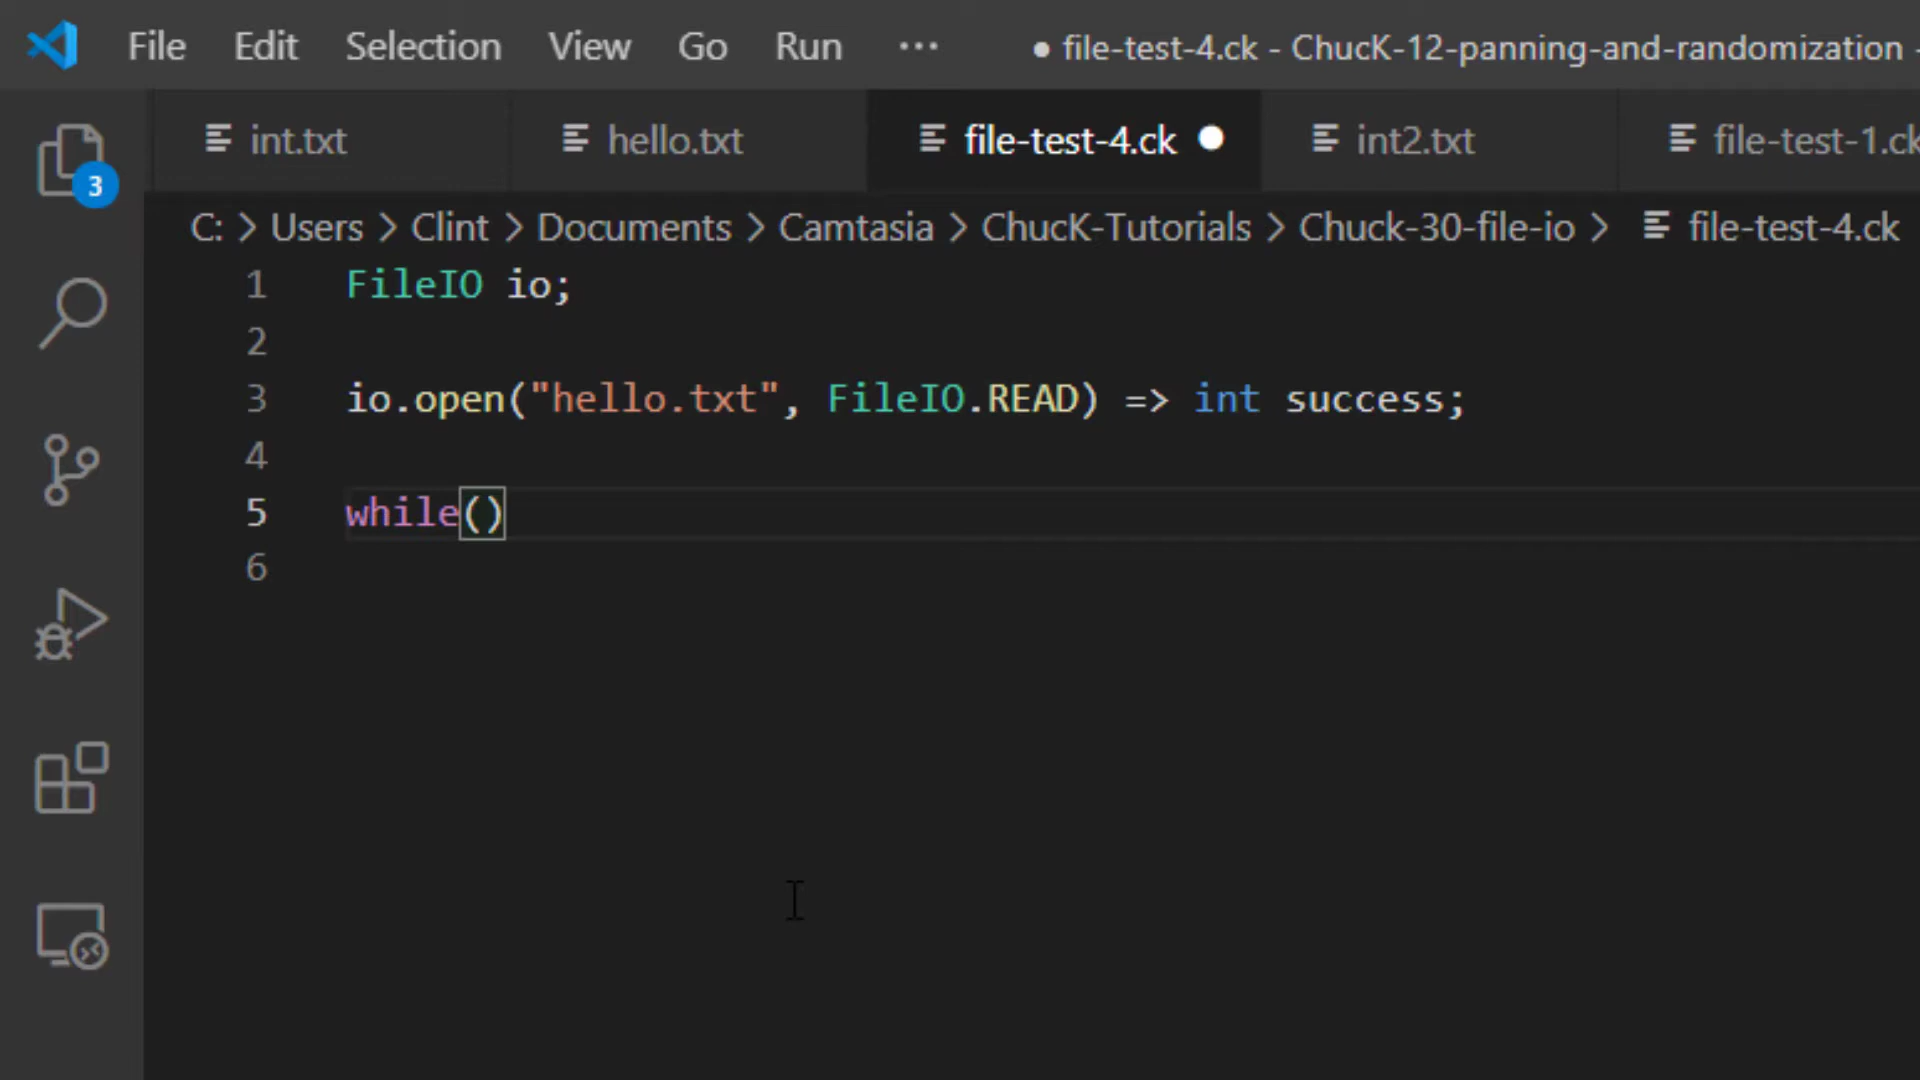 File Edit Selection View Go Run ··· ● file-test-4.ck - ChucK-12-panning-and-randomization -
int.txt hello.txt file-test-4.ck ● int2.txt file-test-1.ck
3
C: > Users > Clint > Documents > Camtasia > ChucK-Tutorials > Chuck-30-file-io > file-test-4.ck
1 FileIO io;
2
3 io.open("hello.txt", FileIO.READ) => int success;
4
5 while()
6